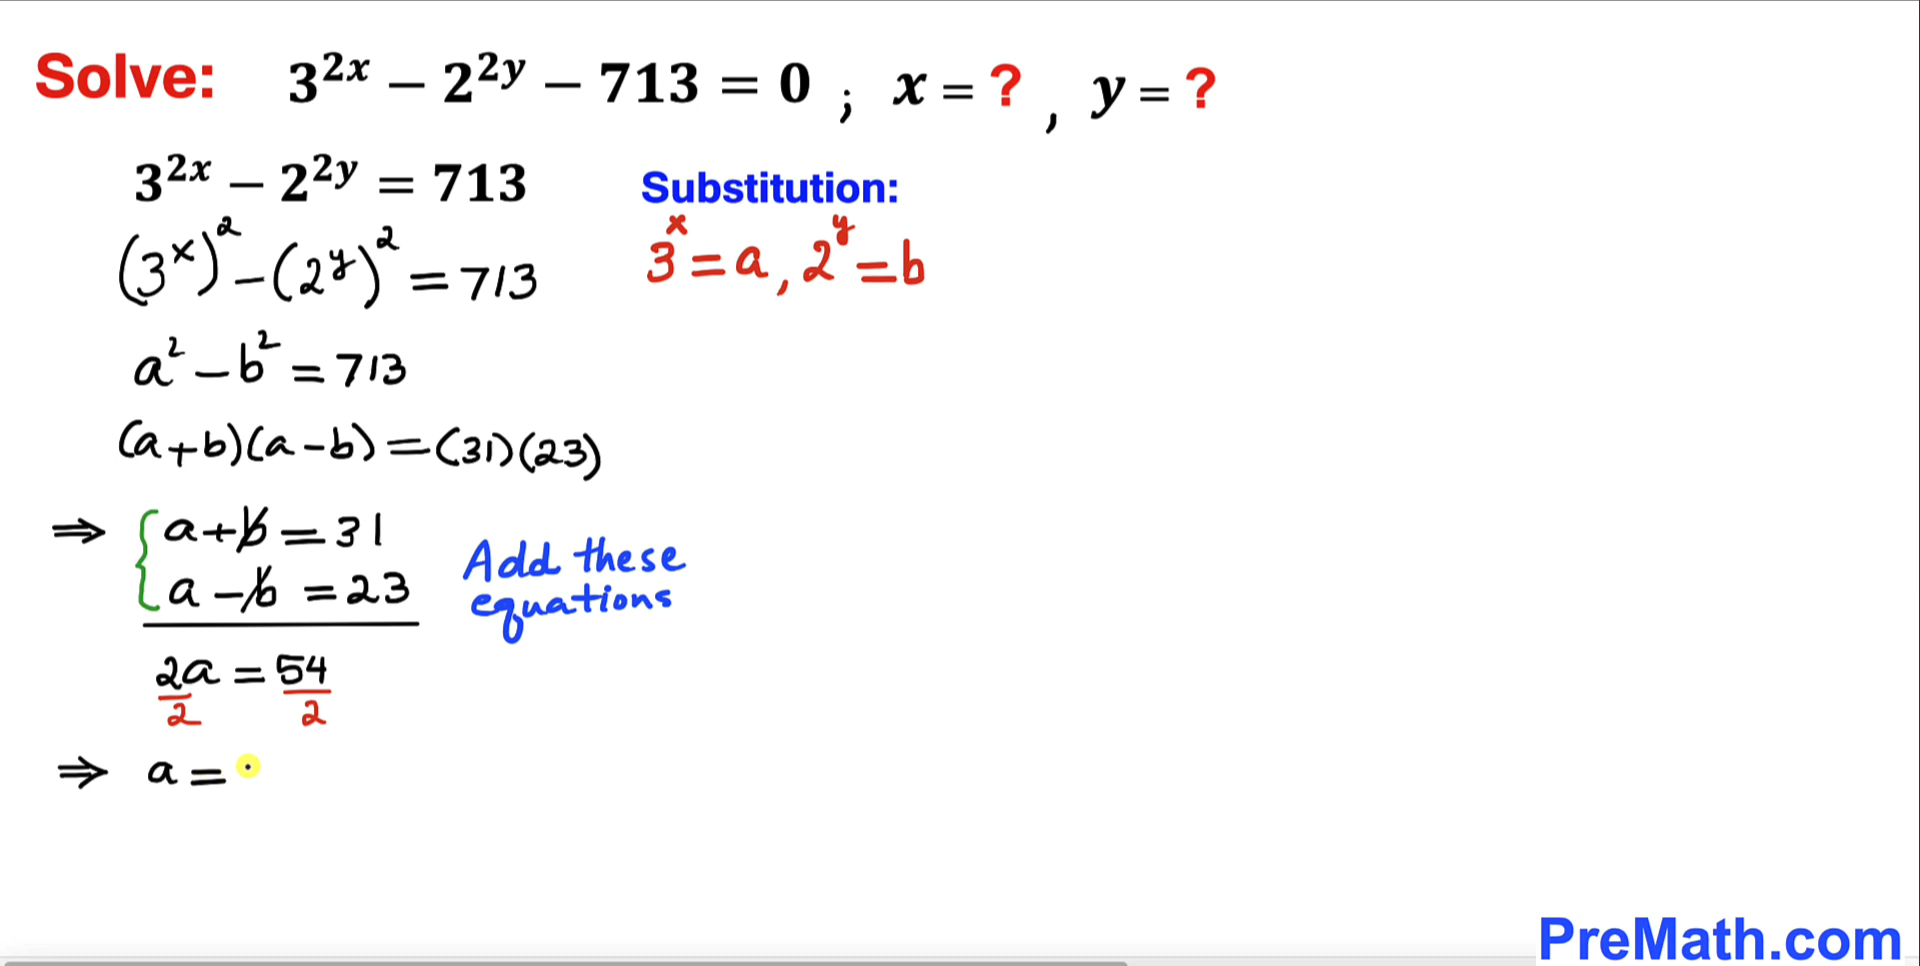 Solve: 3^{2x} − 2^{2y} − 713 = 0 ; x = ? , y = ?
3^{2x} − 2^{2y} = 713
Substitution:
(3^x)^2 − (2^y)^2 = 713
3^x = a, 2^y = b
a^2 − b^2 = 713
(a+b)(a−b) = (31)(23)
⇒ { a+b = 31
a−b = 23
Add these
equations
2a = 54
2 2
⇒ a =
PreMath.com